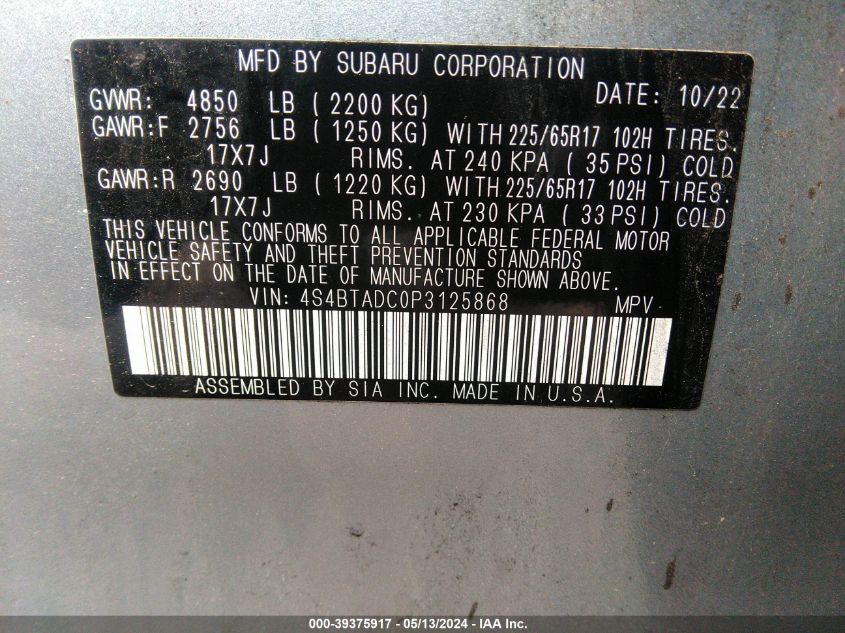 MFD BY SUBARU CORPORATION
GVWR: 4850 LB ( 2200 KG) DATE: 10/22
GAWR:F 2756 LB ( 1250 KG) WITH 225/65R17 102H TIRES.
17X7J RIMS. AT 240 KPA ( 35 PSI) COLD
GAWR:R 2690 LB ( 1220 KG) WITH 225/65R17 102H TIRES.
17X7J RIMS. AT 230 KPA ( 33 PSI) COLD
THIS VEHICLE CONFORMS TO ALL APPLICABLE FEDERAL MOTOR
VEHICLE SAFETY AND THEFT PREVENTION STANDARDS
IN EFFECT ON THE DATE OF MANUFACTURE SHOWN ABOVE.
VIN: 4S4BTADC0P3125868 MPV
ASSEMBLED BY SIA INC. MADE IN U.S.A.
000-39375917 - 05/13/2024 - IAA Inc.